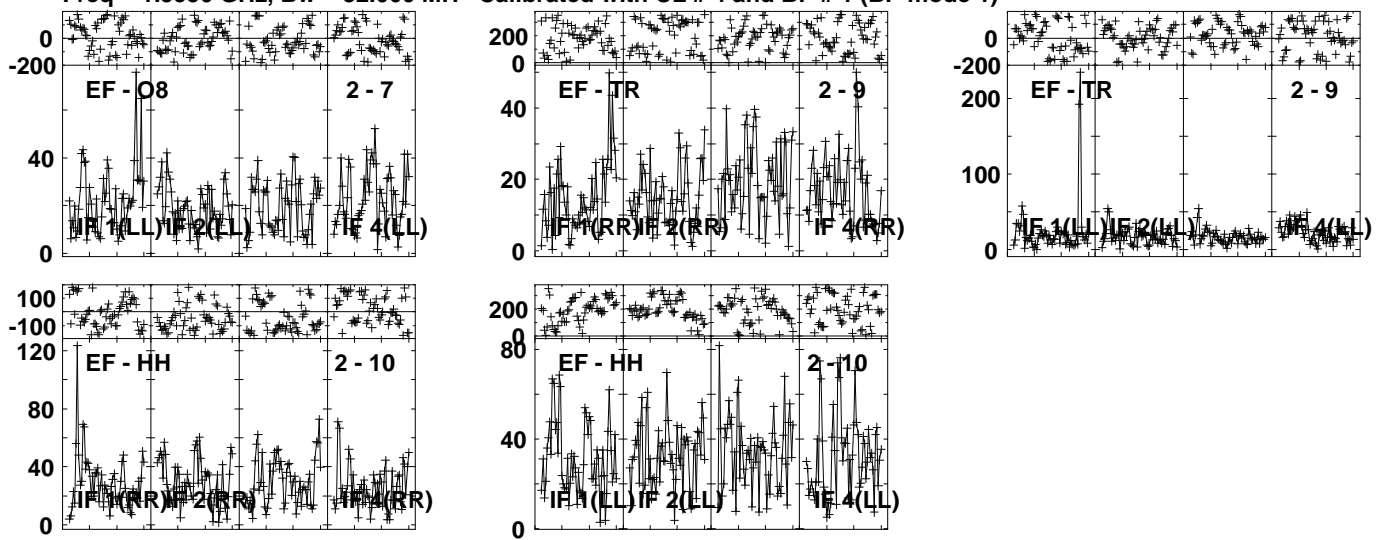 0
-200
EF - O8
2 - 7
40
0
IF 1(LL)
IF 2(LL)
IF 4(LL)
200
0
EF - TR
2 - 9
40
20
0
IF 1(RR)
IF 2(RR)
IF 4(RR)
0
-200
EF - TR
2 - 9
200
100
0
IF 1(LL)
IF 2(LL)
IF 4(LL)
100
-100
120
EF - HH
2 - 10
80
40
0
IF 1(RR)
IF 2(RR)
IF 4(RR)
200
0
80
EF - HH
2 - 10
40
0
IF 1(LL)
IF 2(LL)
IF 4(LL)